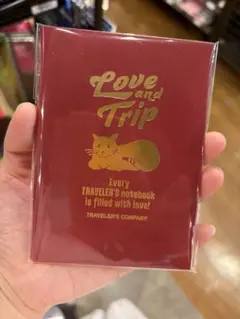 Love
and
Trip
Every
TRAVELER'S notebook
is filled with love!
TRAVELER'S COMPANY